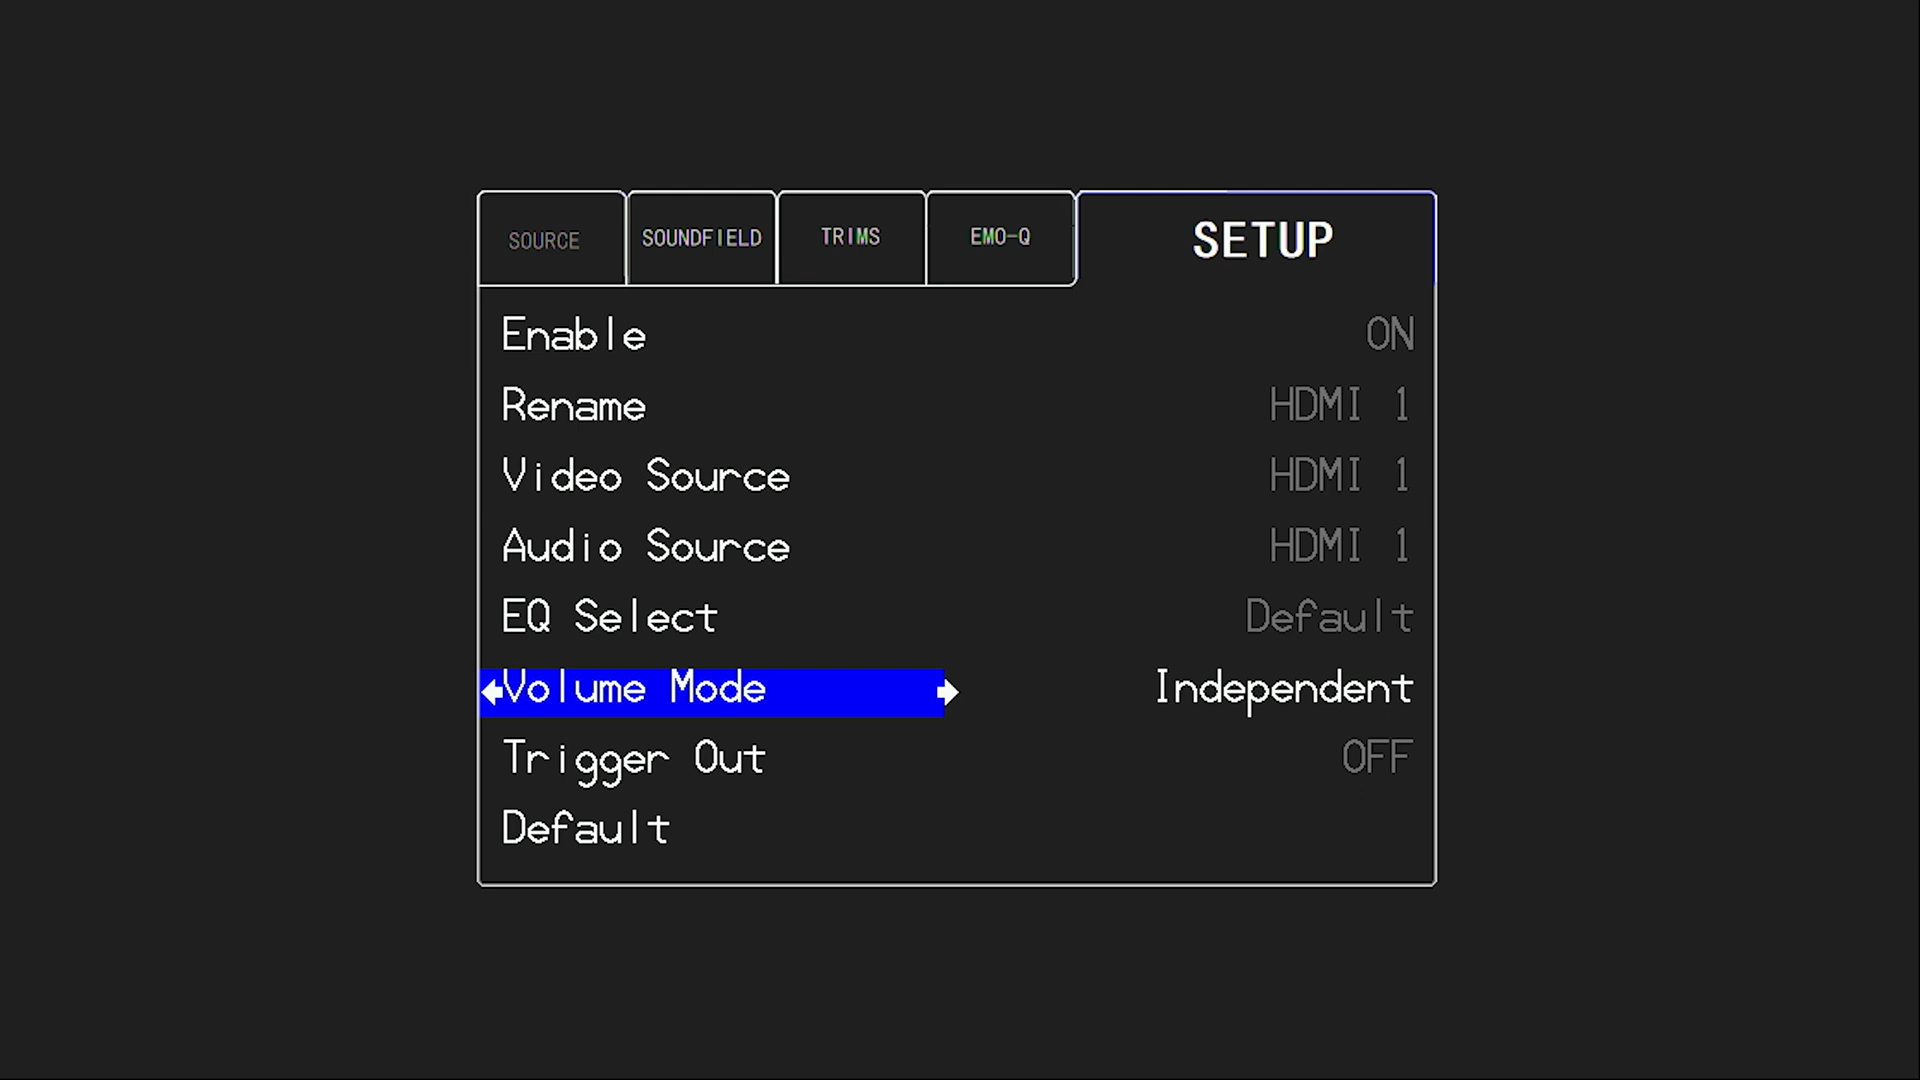 SOURCE SOUNDFIELD TRIMS EMO-Q SETUP
Enable ON
Rename HDMI 1
Video Source HDMI 1
Audio Source HDMI 1
EQ Select Default
Volume Mode Independent
Trigger Out OFF
Default